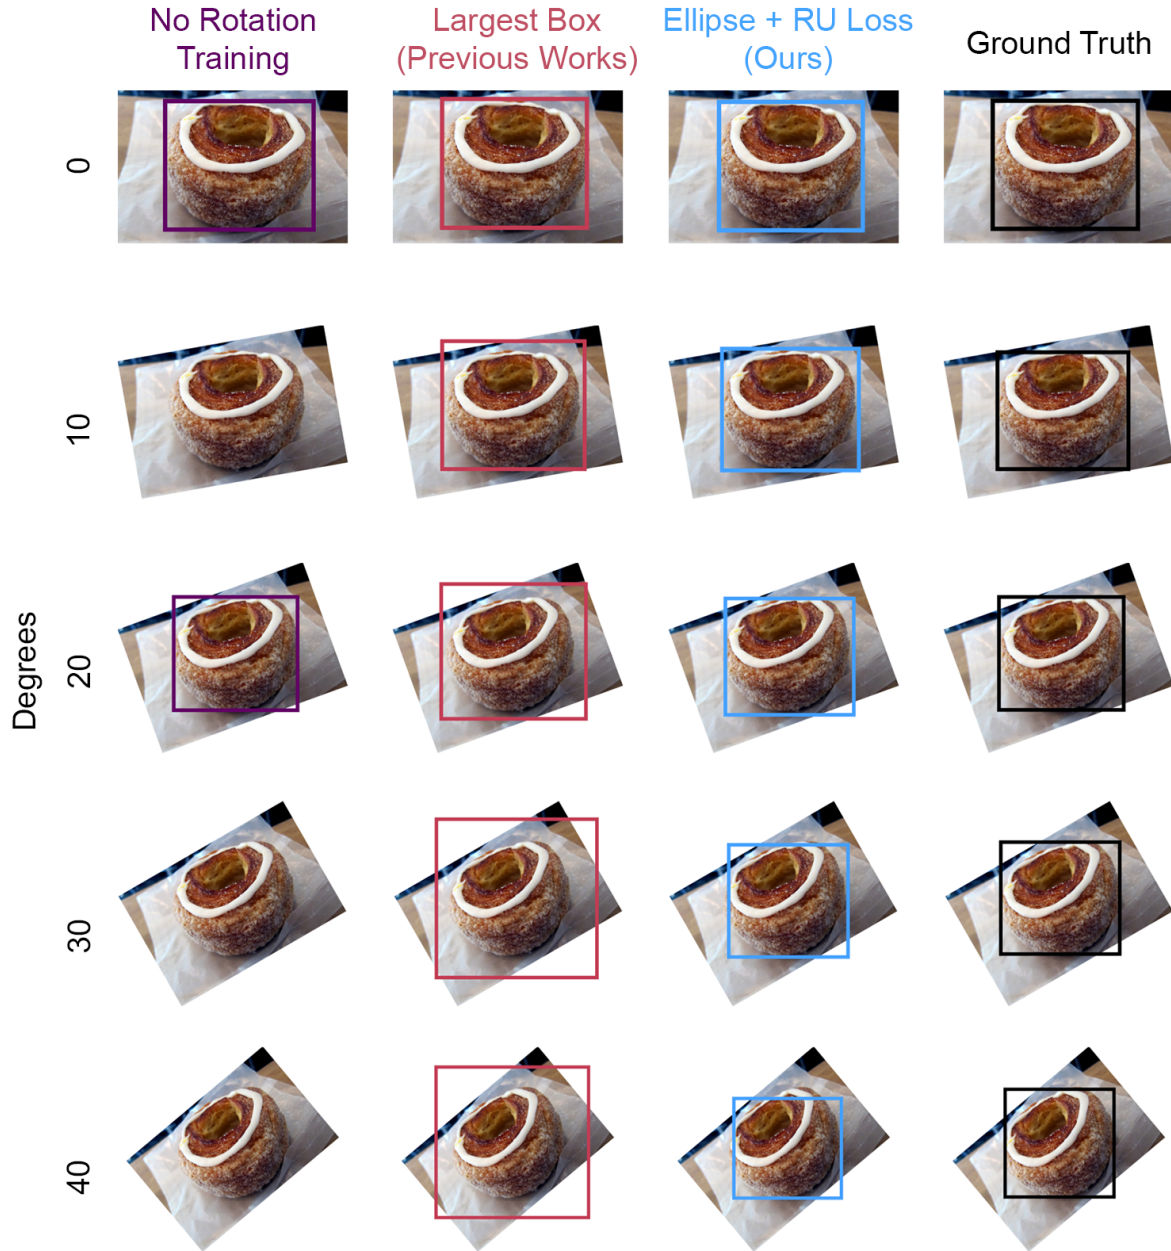 No Rotation
Training
Largest Box
(Previous Works)
Ellipse + RU Loss
(Ours)
Ground Truth
Degrees
0
10
20
30
40